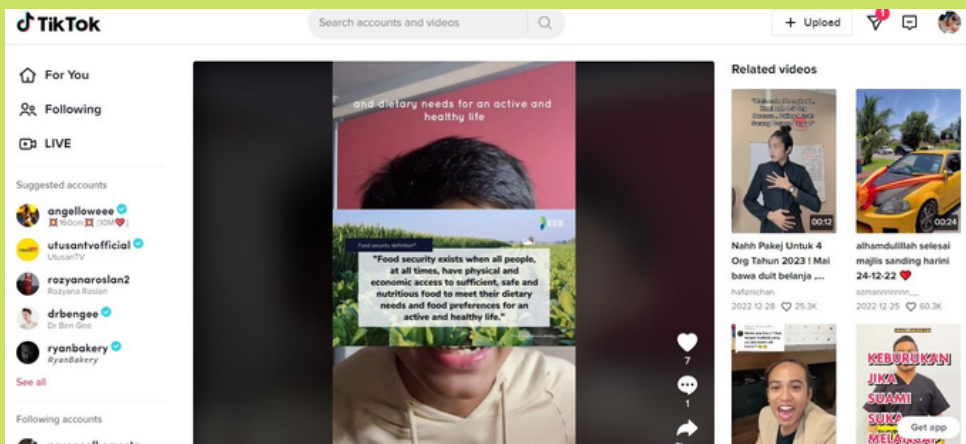 TikTok
Search accounts and videos
+ Upload
1
For You
Following
LIVE
Suggested accounts
angelloweee
160cm
(10M
utusantvofficial
UtusanTV
rozyanaroslan2
Rozyana Roslan
drbengee
Dr Ben Gee
ryanbakery
RyanBakery
See all
Following accounts
and dietary needs for an active and
healthy life
Food security definition*:
"Food security exists when all people,
at all times, have physical and
economic access to sufficient, safe and
nutritious food to meet their dietary
needs and food preferences for an
active and healthy life."
7
1
Related videos
00:12
Nahh Pakej Untuk 4
Org Tahun 2023 ! Mai
bawa duit belanja ,...
hafiznichan
2022-12-28
25.3K
00:24
alhamdulillah selesai
majlis sanding harini
24-12-22
azmannnnnnn__
2022-12-25
60.3K
KEBURUKAN
JIKA
SUAMI
SUKA
Get app